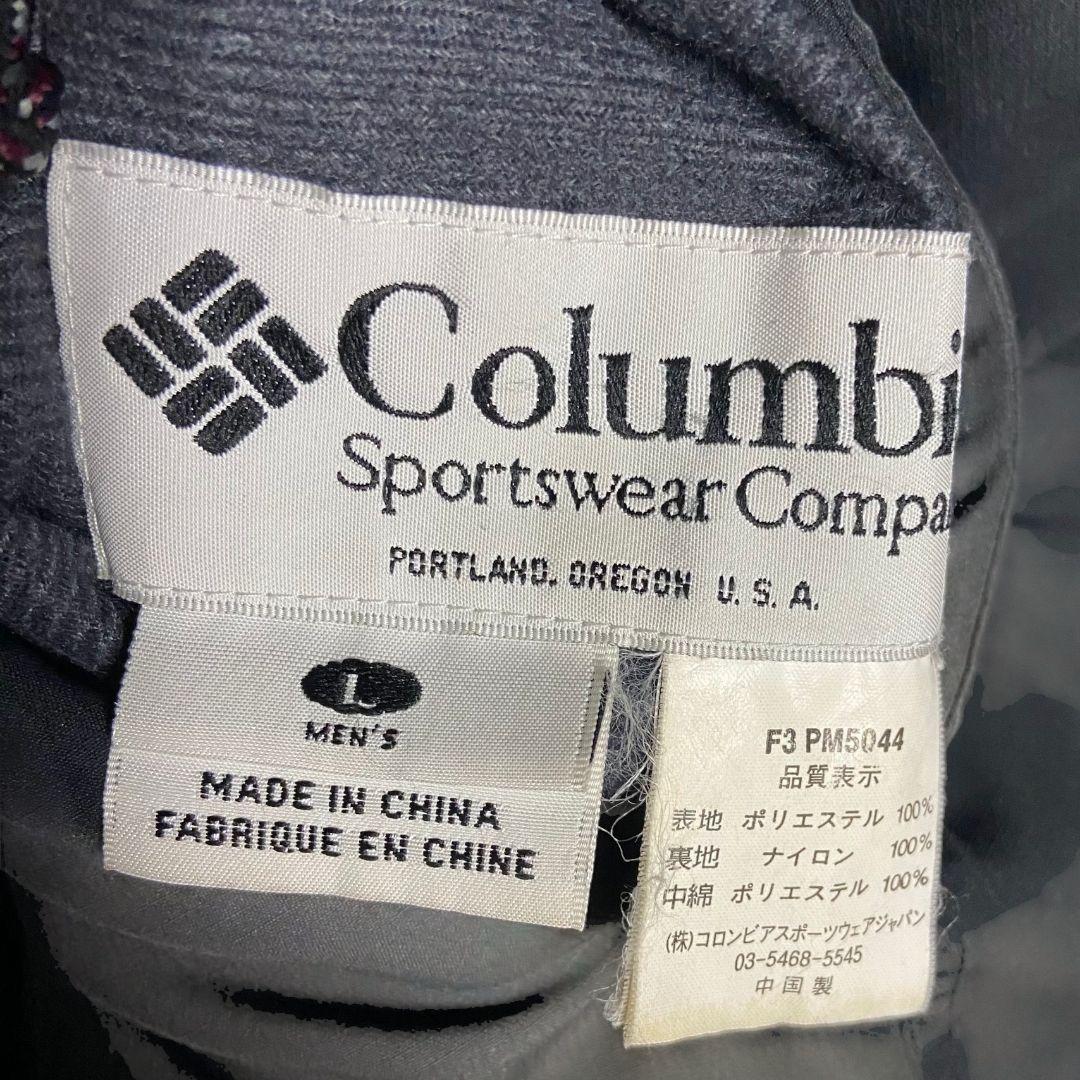 Columbi
Sportswear Compa
PORTLAND, OREGON U.S.A.
L
MEN'S
MADE IN CHINA
FABRIQUE EN CHINE
F3 PM5044
品質表示
表地 ポリエステル 100%
裏地 ナイロン 100%
中綿 ポリエステル 100%
(株)コロンビアスポーツウェアジャパン
03-5468-5545
中国製